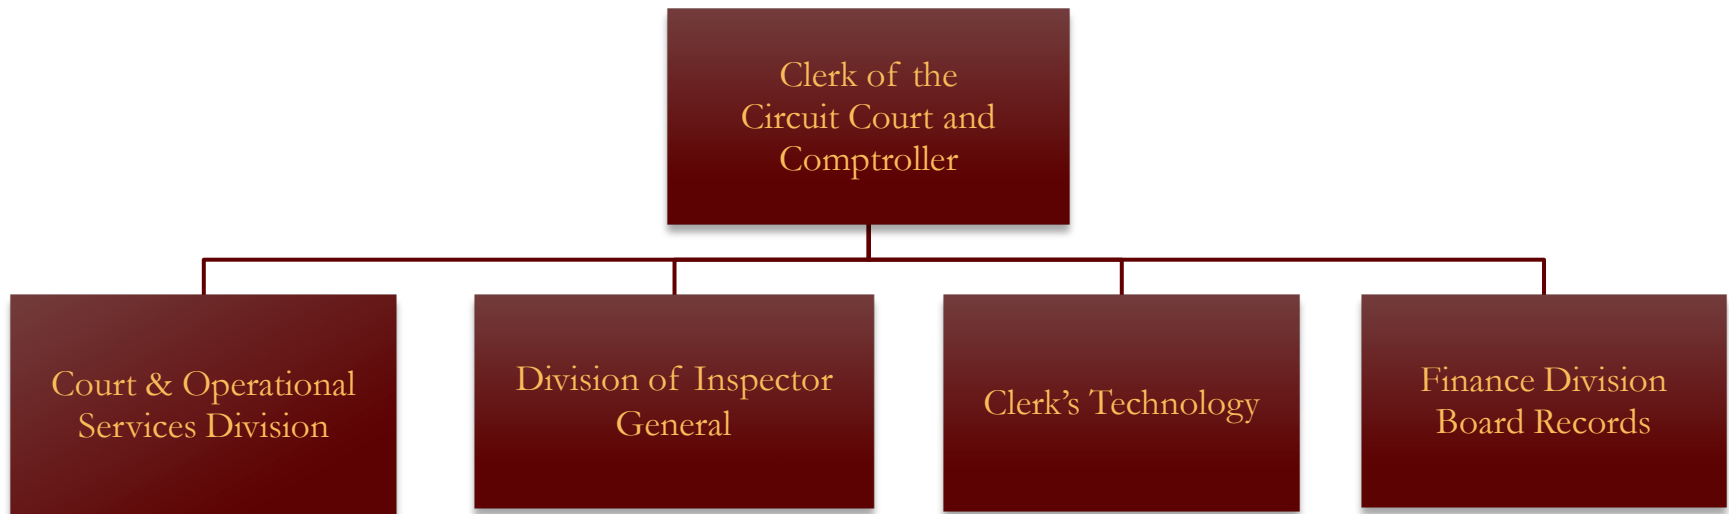 Clerk of the
Circuit Court and
Comptroller
Court & Operational
Services Division
Division of Inspector
General
Clerk’s Technology
Finance Division
Board Records